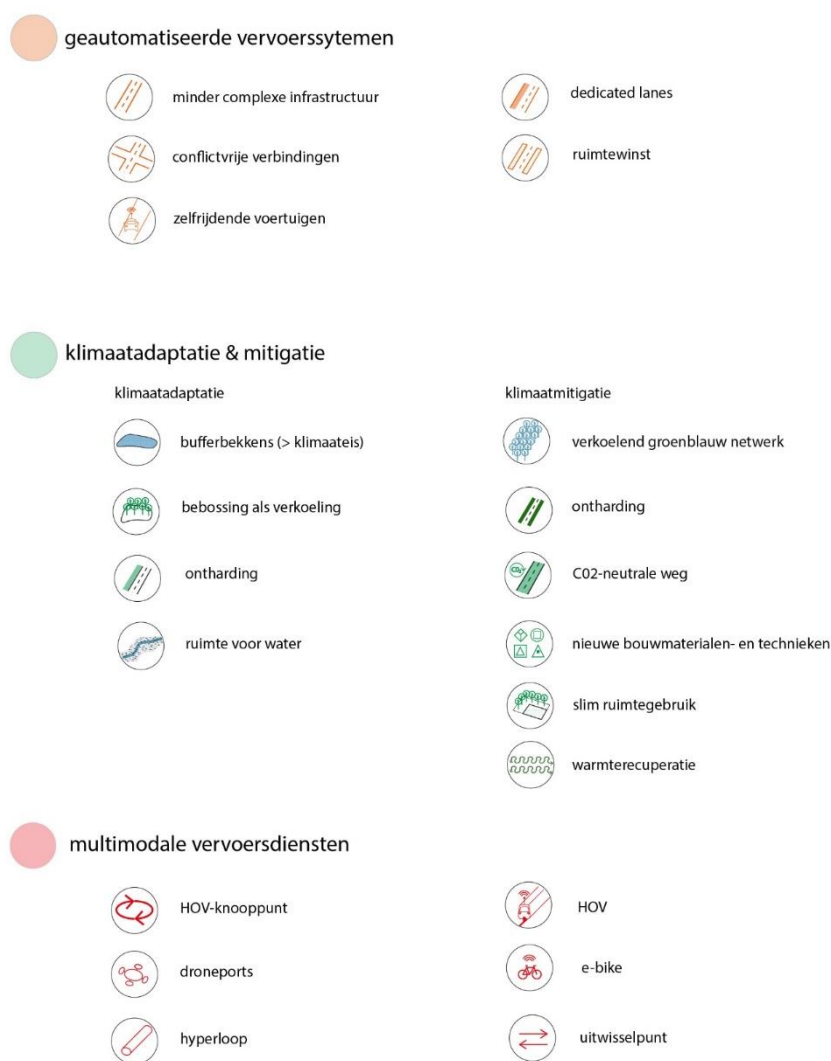 geautomatiseerde vervoerssytemen
minder complexe infrastructuur
dedicated lanes
conflictvrije verbindingen
ruimtewinst
zelfrijdende voertuigen
klimaatadaptatie & mitigatie
klimaatadaptatie
klimaatmitigatie
bufferbekkens (> klimaateis)
verkoelend groenblauw netwerk
bebossing als verkoeling
ontharding
ontharding
C02-neutrale weg
ruimte voor water
nieuwe bouwmaterialen- en technieken
slim ruimtegebruik
warmterecuperatie
multimodale vervoersdiensten
HOV-knooppunt
HOV
droneports
e-bike
hyperloop
uitwisselpunt